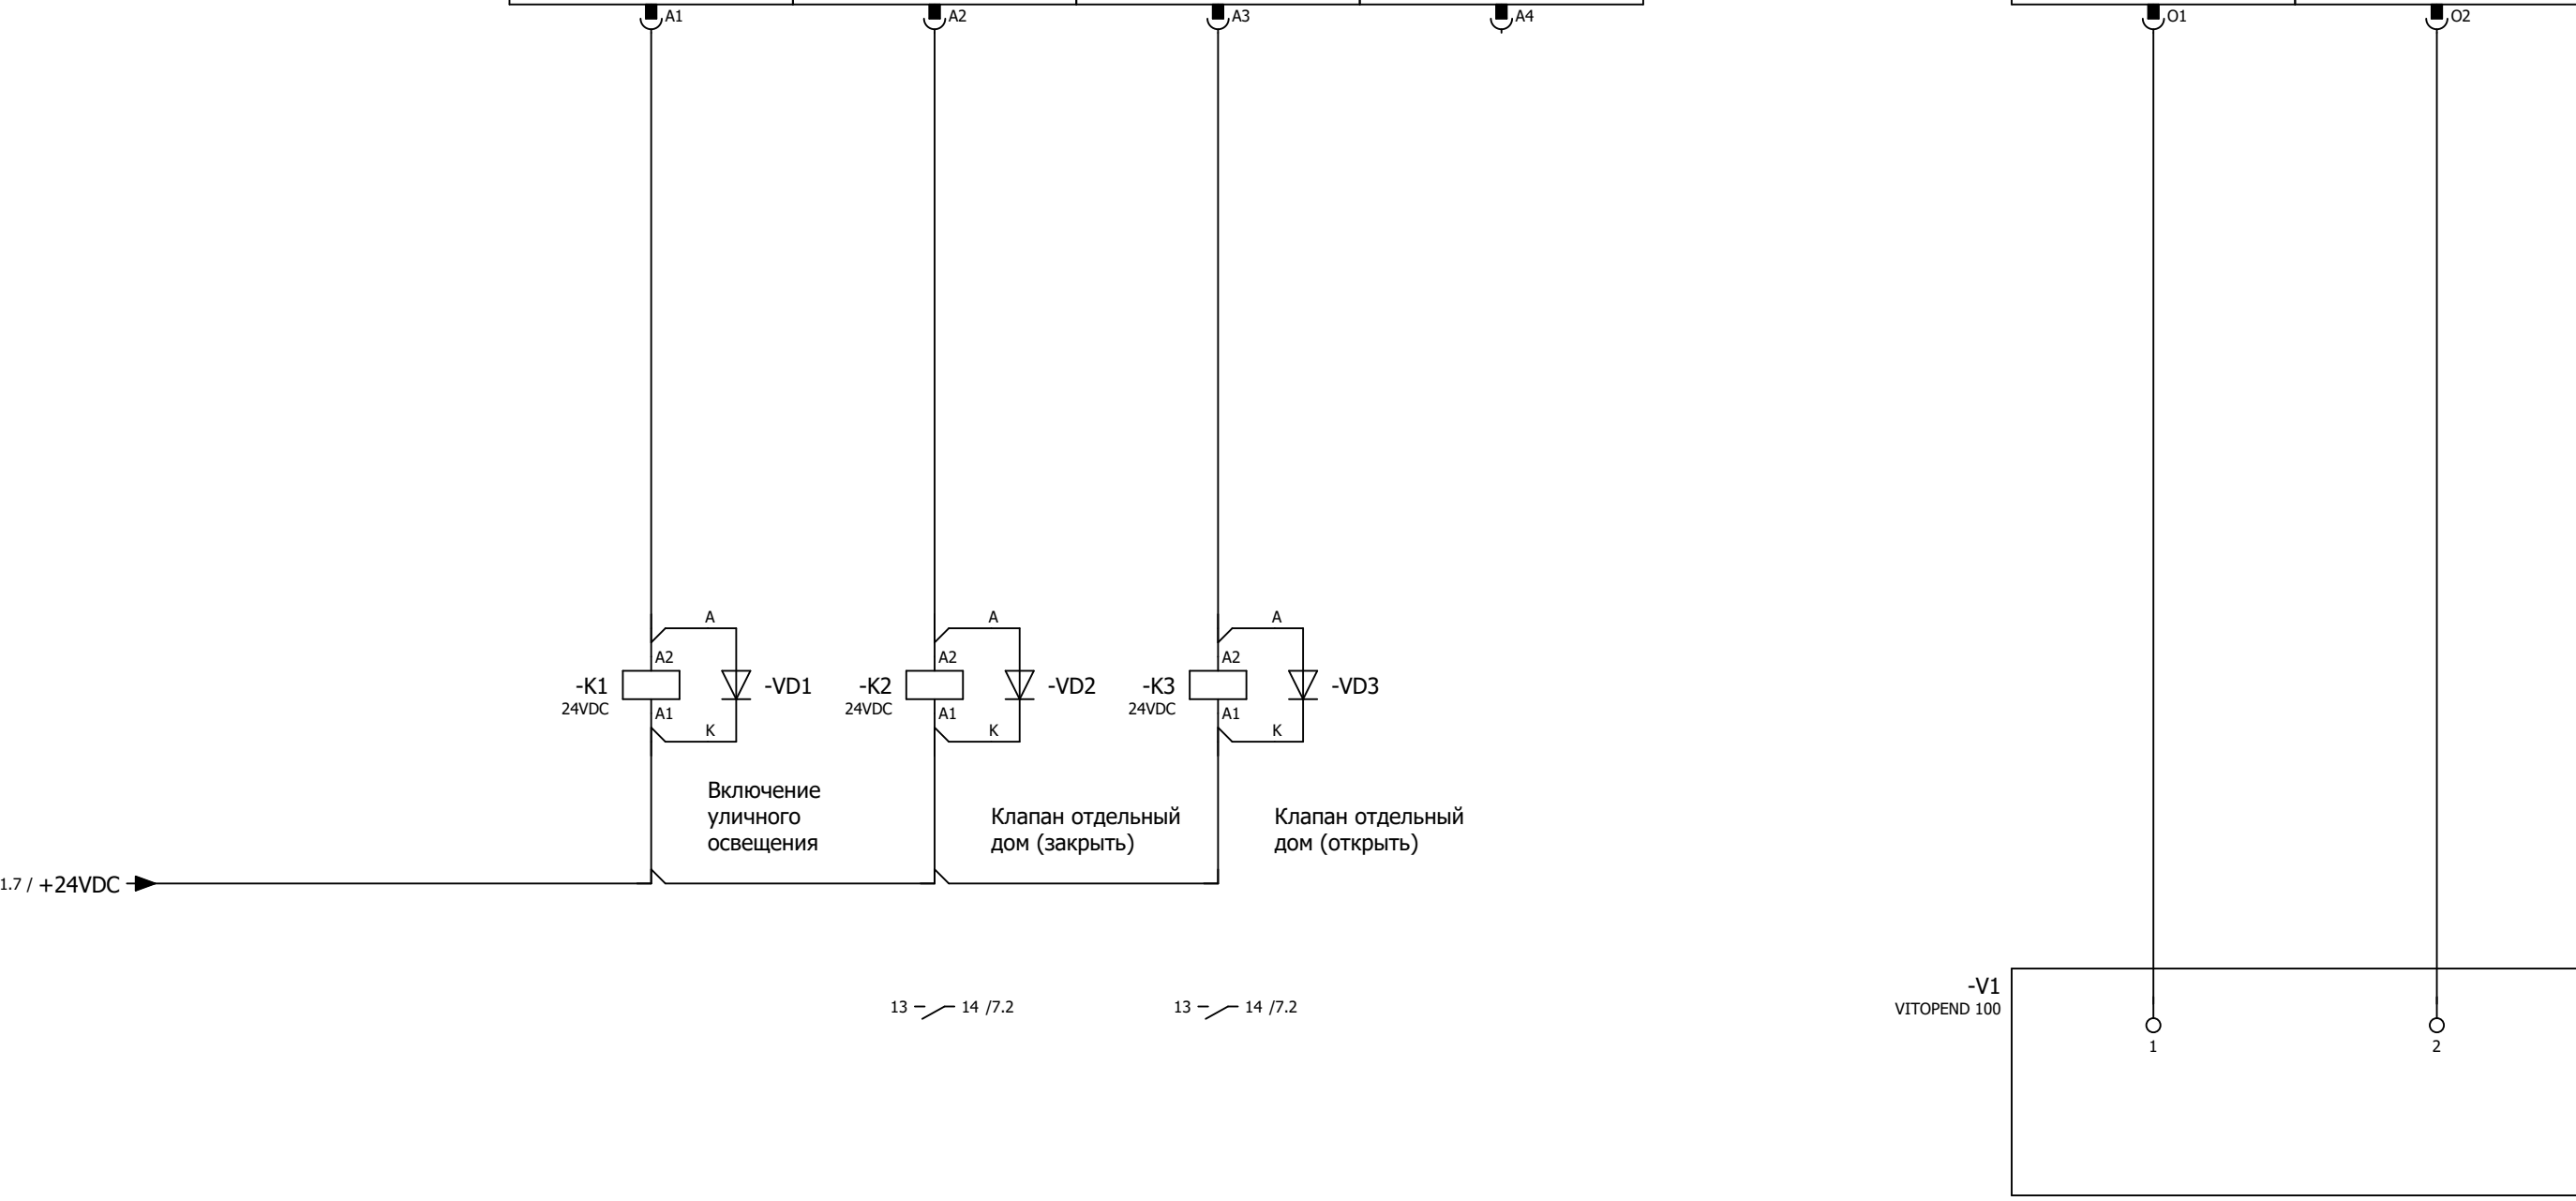 A1
A2
A3
A4
O1
O2
A
A
A
A2
A2
A2
-K1
-VD1
-K2
-VD2
-K3
-VD3
24VDC
24VDC
24VDC
A1
A1
A1
K
K
K
Включение
уличного
освещения
Клапан отдельный
дом (закрыть)
Клапан отдельный
дом (открыть)
1.7 / +24VDC
-V1
VITOPEND 100
13 14 /7.2
13 14 /7.2
1
2